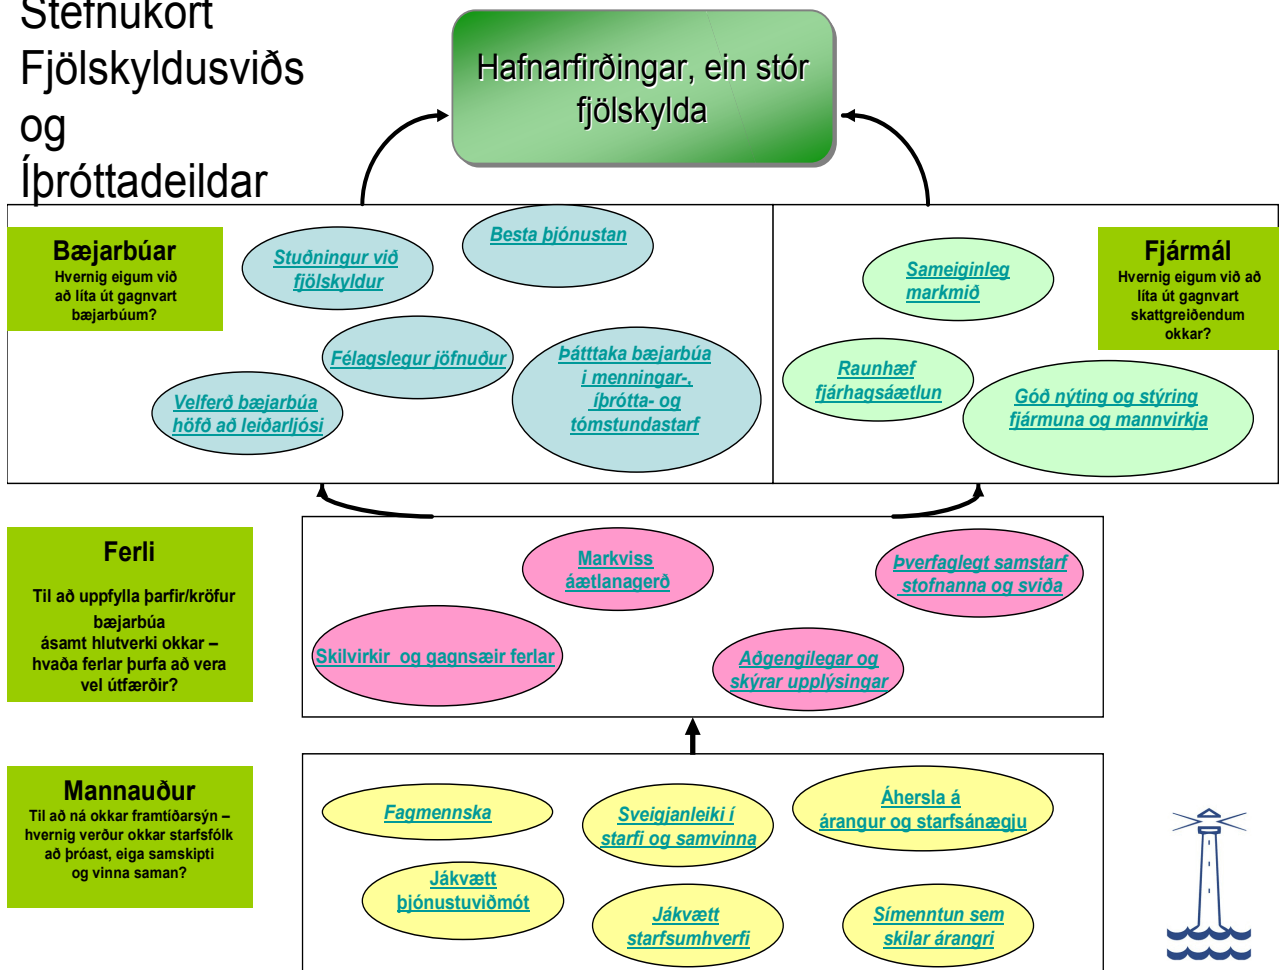 Stefnukort
Fjölskyldusviðs
og
Íþróttadeildar
Hafnarfirðingar, ein stór
fjölskylda
Bæjarbúar
Hvernig eigum við
að líta út gagnvart
bæjarbúum?
Stuðningur við
fjölskyldur
Besta þjónustan
Félagslegur jöfnuður
Velferð bæjarbúa
höfð að leiðarljósi
Þátttaka bæjarbúa
i menningar-,
íþrótta- og
tómstundastarf
Sameiginleg
markmið
Raunhæf
fjárhagsáætlun
Góð nýting og stýring
fjármuna og mannvirkja
Fjármál
Hvernig eigum við að
líta út gagnvart
skattgreiðendum
okkar?
Ferli
Til að uppfylla þarfir/kröfur
bæjarbúa
ásamt hlutverki okkar –
hvaða ferlar þurfa að vera
vel útfærðir?
Markviss
áætlanagerð
Þverfaglegt samstarf
stofnanna og sviða
Skilvirkir og gagnsæir ferlar
Aðgengilegar og
skýrar upplýsingar
Mannauður
Til að ná okkar framtíðarsýn –
hvernig verður okkar starfsfólk
að þróast, eiga samskipti
og vinna saman?
Fagmennska
Sveigjanleiki í
starfi og samvinna
Áhersla á
árangur og starfsánægju
Jákvætt
þjónustuviðmót
Jákvætt
starfsumhverfi
Símenntun sem
skilar árangri